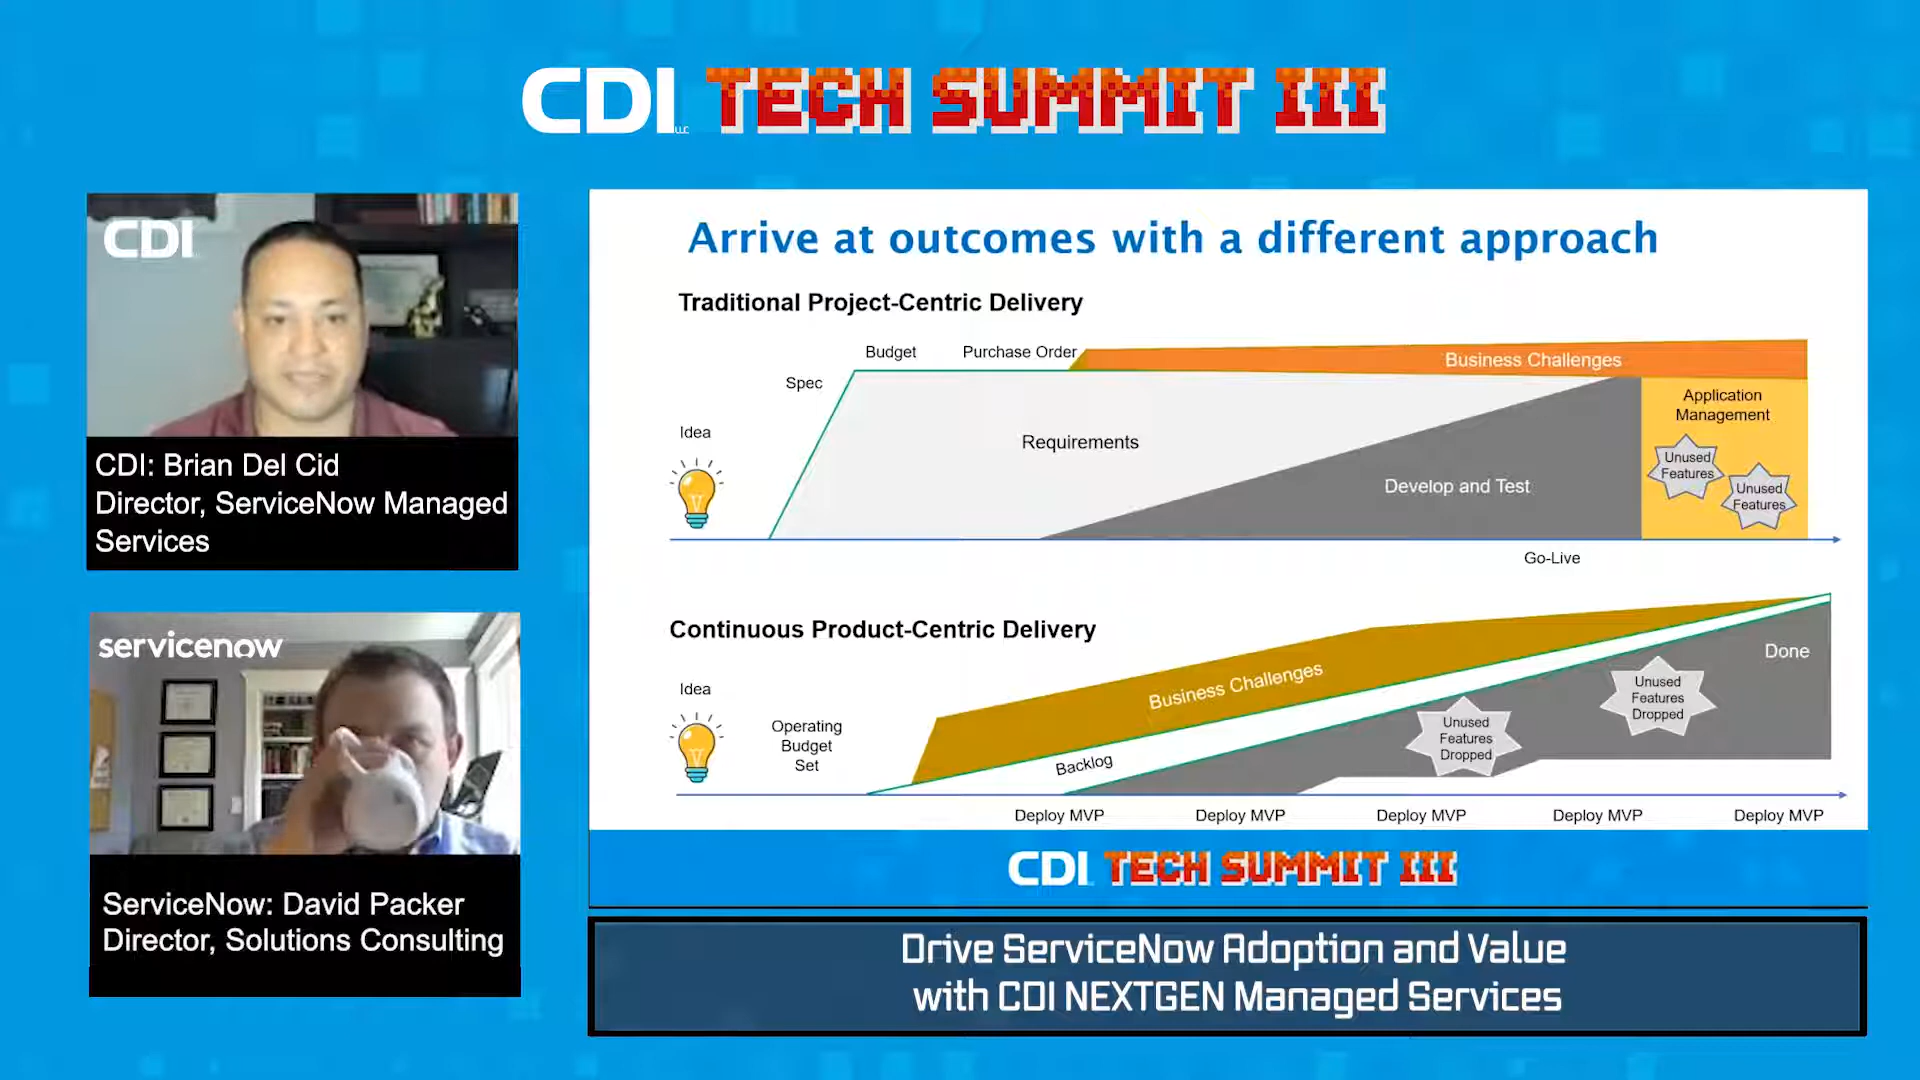 CDI LLC TECH SUMMIT III
CDI
CDI: Brian Del Cid
Director, ServiceNow Managed
Services
servicenow
ServiceNow: David Packer
Director, Solutions Consulting
Arrive at outcomes with a different approach
Traditional Project-Centric Delivery
Budget
Purchase Order
Business Challenges
Spec
Application
Management
Idea
Requirements
Unused
Features
Develop and Test
Unused
Features
Go-Live
Continuous Product-Centric Delivery
Done
Business Challenges
Unused
Features
Dropped
Idea
Operating
Budget
Set
Unused
Features
Dropped
Backlog
Deploy MVP
Deploy MVP
Deploy MVP
Deploy MVP
Deploy MVP
CDI TECH SUMMIT III
Drive ServiceNow Adoption and Value
with CDI NEXTGEN Managed Services